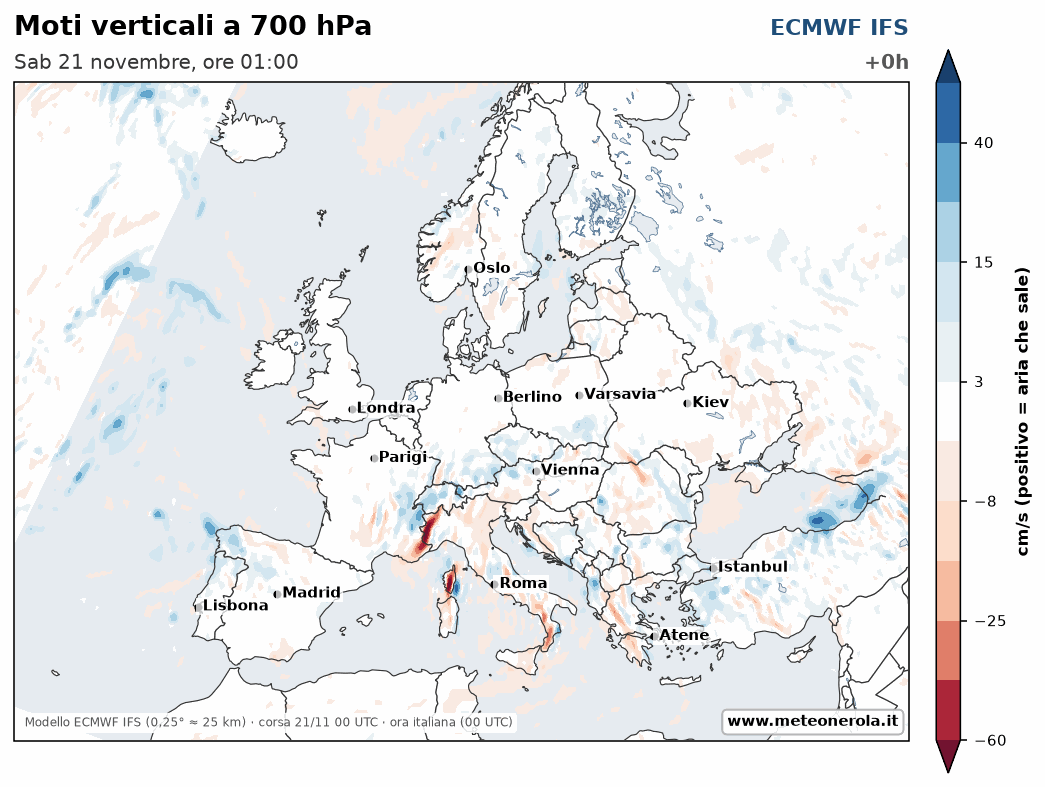 Moti verticali a 700 hPa
ECMWF IFS
Sab 21 novembre, ore 01:00
+0h
40
15
3
−8
−25
−60
cm/s (positivo = aria che sale)
Oslo
Londra
Berlino
Varsavia
Kiev
Parigi
Vienna
Istanbul
Roma
Madrid
Lisbona
Atene
Modello ECMWF IFS (0,25° ≈ 25 km) · corsa 21/11 00 UTC · ora italiana (00 UTC)
www.meteonerola.it